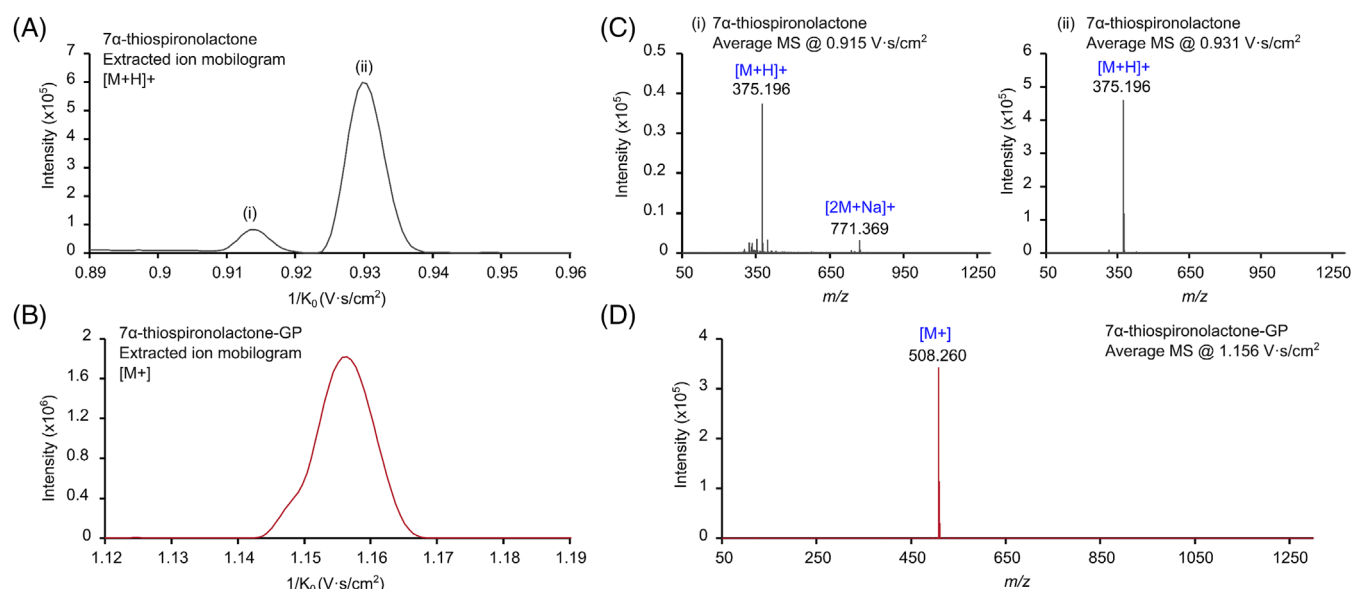 (A)
7α-thiospironolactone
Extracted ion mobilogram
[M+H]+
(i)
(ii)
Intensity (x10⁵)
7
6
5
4
3
2
1
0
0.89 0.91 0.92 0.93 0.94 0.95 0.96
1/K₀ (V·s/cm²)
(B)
7α-thiospironolactone-GP
Extracted ion mobilogram
[M+]
Intensity (x10⁶)
2
1.6
1.2
0.8
0.4
0
1.12 1.13 1.14 1.15 1.16 1.17 1.18 1.19
1/K₀ (V·s/cm²)
(C)
(i) 7α-thiospironolactone
Average MS @ 0.915 V·s/cm²
[M+H]+
375.196
[2M+Na]+
771.369
Intensity (x10⁵)
0.5
0.4
0.3
0.2
0.1
0
50 350 650 950 1250
m/z
(ii) 7α-thiospironolactone
Average MS @ 0.931 V·s/cm²
[M+H]+
375.196
Intensity (x10⁵)
6
5
4
3
2
1
0
50 350 650 950 1250
m/z
(D)
7α-thiospironolactone-GP
Average MS @ 1.156 V·s/cm²
[M+]
508.260
Intensity (x10⁵)
4
3
2
1
0
50 250 450 650 850 1050 1250
m/z